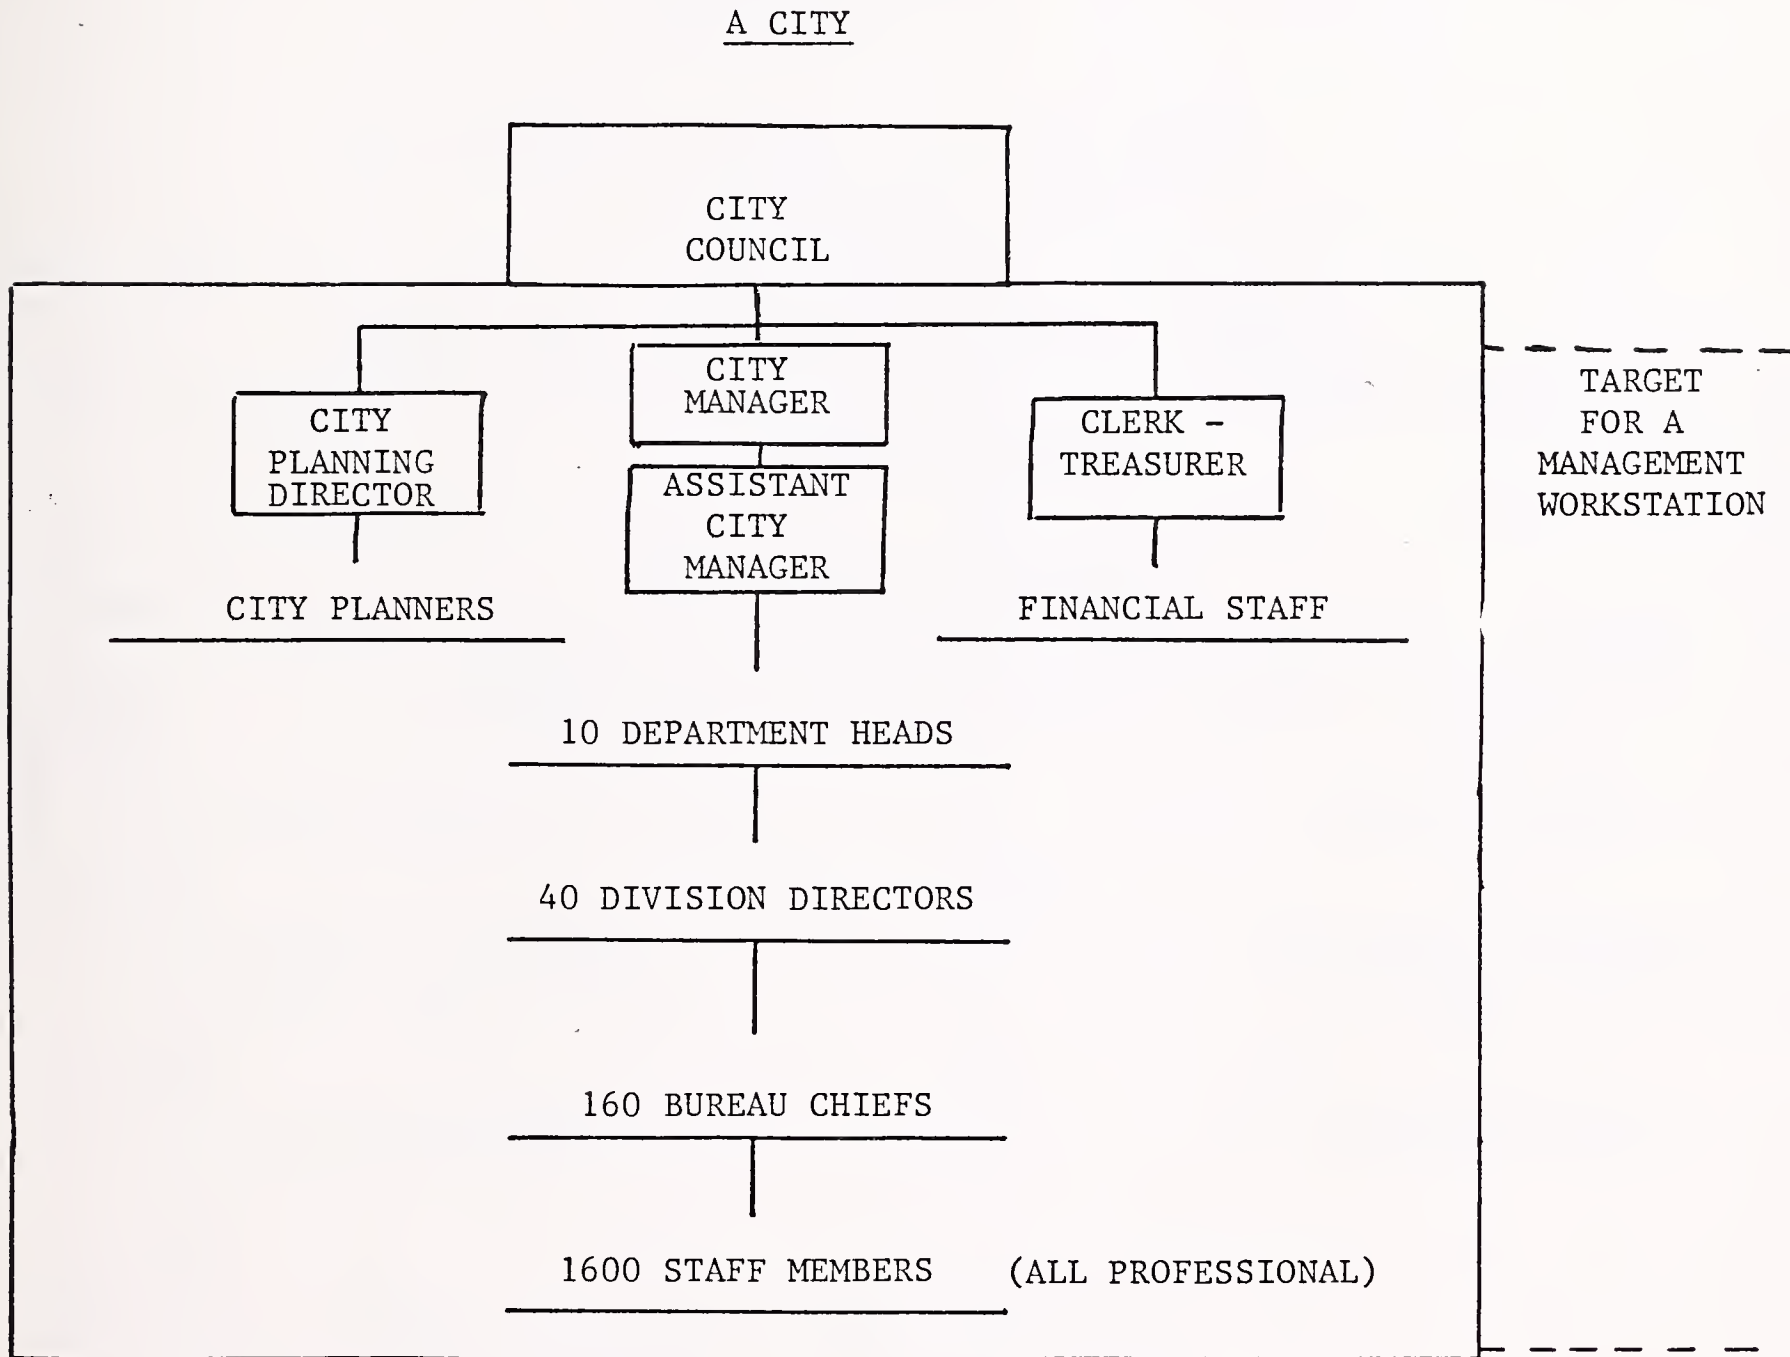 A CITY
CITY
COUNCIL
CITY
MANAGER
CITY
PLANNING
DIRECTOR
ASSISTANT
CITY
MANAGER
CLERK -
TREASURER
TARGET
FOR A
MANAGEMENT
WORKSTATION
CITY PLANNERS
FINANCIAL STAFF
10 DEPARTMENT HEADS
40 DIVISION DIRECTORS
160 BUREAU CHIEFS
1600 STAFF MEMBERS (ALL PROFESSIONAL)